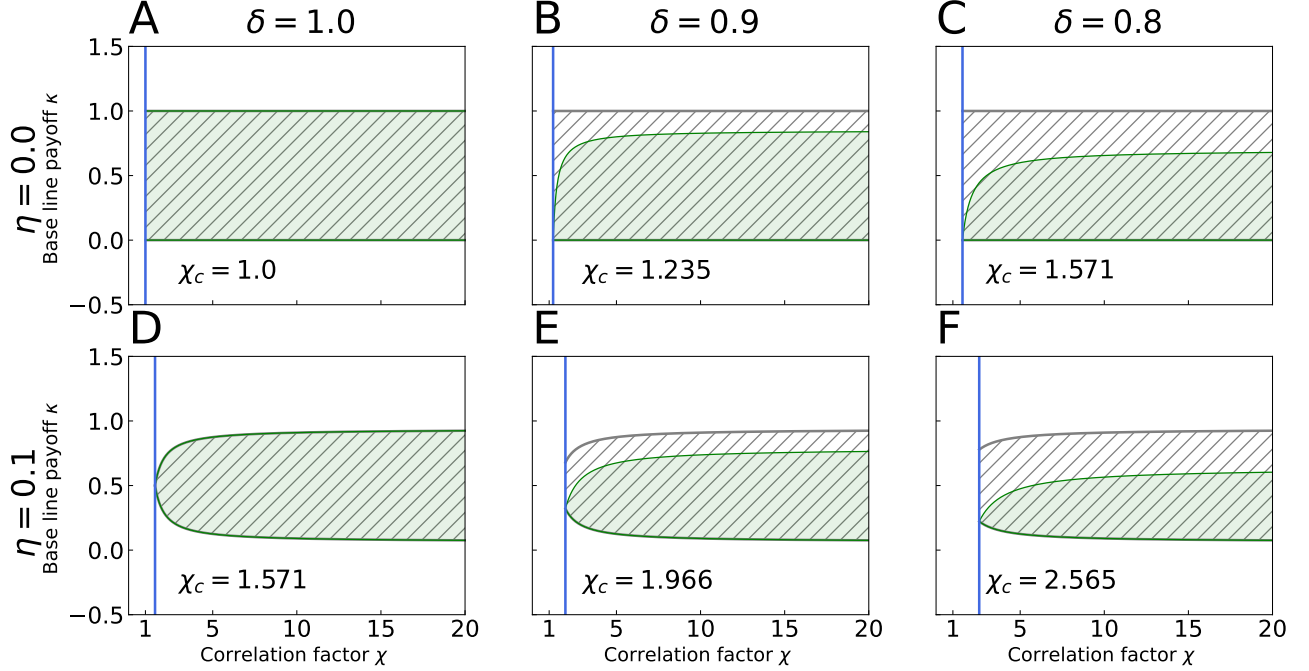 A
δ = 1.0
B
δ = 0.9
C
δ = 0.8
η = 0.0
Base line payoff κ
1.5
1.0
0.5
0.0
−0.5
χc = 1.0
χc = 1.235
χc = 1.571
D
E
F
η = 0.1
Base line payoff κ
1.5
1.0
0.5
0.0
−0.5
χc = 1.571
χc = 1.966
χc = 2.565
1 5 10 15 20
1 5 10 15 20
1 5 10 15 20
Correlation factor χ
Correlation factor χ
Correlation factor χ